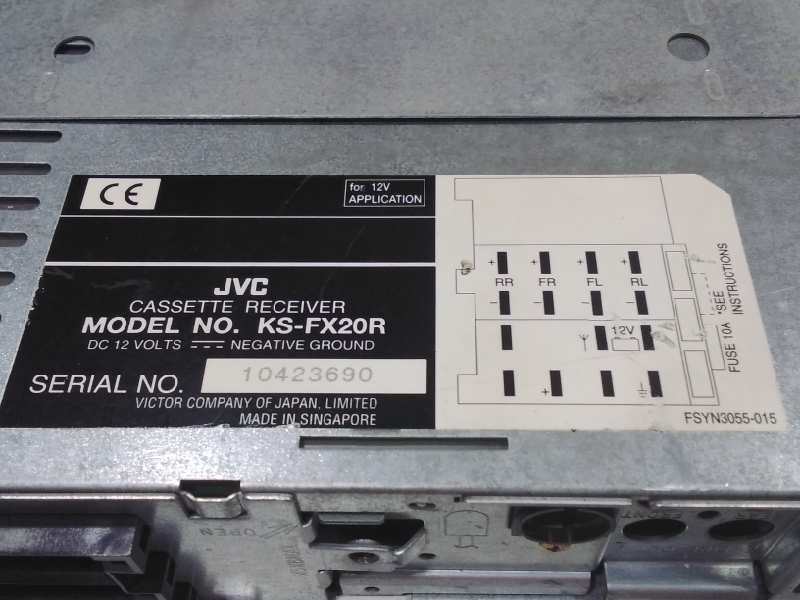 CE
for 12V
APPLICATION
JVC
CASSETTE RECEIVER
MODEL NO. KS-FX20R
DC 12 VOLTS NEGATIVE GROUND
SERIAL NO. 10423690
VICTOR COMPANY OF JAPAN, LIMITED
MADE IN SINGAPORE
+ + + +
RR FR FL RL
- - - -
12V
+
FUSE 10A *SEE
INSTRUCTIONS
FSYN3055-015
OPEN